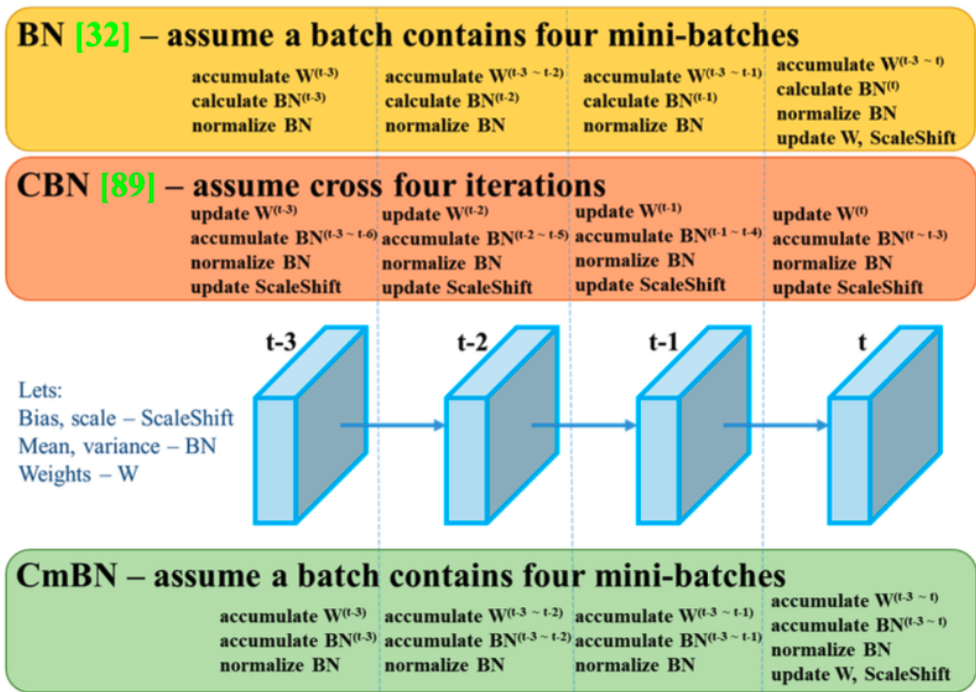 BN [32] – assume a batch contains four mini-batches
accumulate W(t-3)
calculate BN(t-3)
normalize BN
accumulate W(t-3 ~ t-2)
calculate BN(t-2)
normalize BN
accumulate W(t-3 ~ t-1)
calculate BN(t-1)
normalize BN
accumulate W(t-3 ~ t)
calculate BN(t)
normalize BN
update W, ScaleShift
CBN [89] – assume cross four iterations
update W(t-3)
accumulate BN(t-3 ~ t-6)
normalize BN
update ScaleShift
update W(t-2)
accumulate BN(t-2 ~ t-5)
normalize BN
update ScaleShift
update W(t-1)
accumulate BN(t-1 ~ t-4)
normalize BN
update ScaleShift
update W(t)
accumulate BN(t ~ t-3)
normalize BN
update ScaleShift
t-3
t-2
t-1
t
Lets:
Bias, scale – ScaleShift
Mean, variance – BN
Weights – W
CmBN – assume a batch contains four mini-batches
accumulate W(t-3)
accumulate BN(t-3)
normalize BN
accumulate W(t-3 ~ t-2)
accumulate BN(t-3 ~ t-2)
normalize BN
accumulate W(t-3 ~ t-1)
accumulate BN(t-3 ~ t-1)
normalize BN
accumulate W(t-3 ~ t)
accumulate BN(t-3 ~ t)
normalize BN
update W, ScaleShift